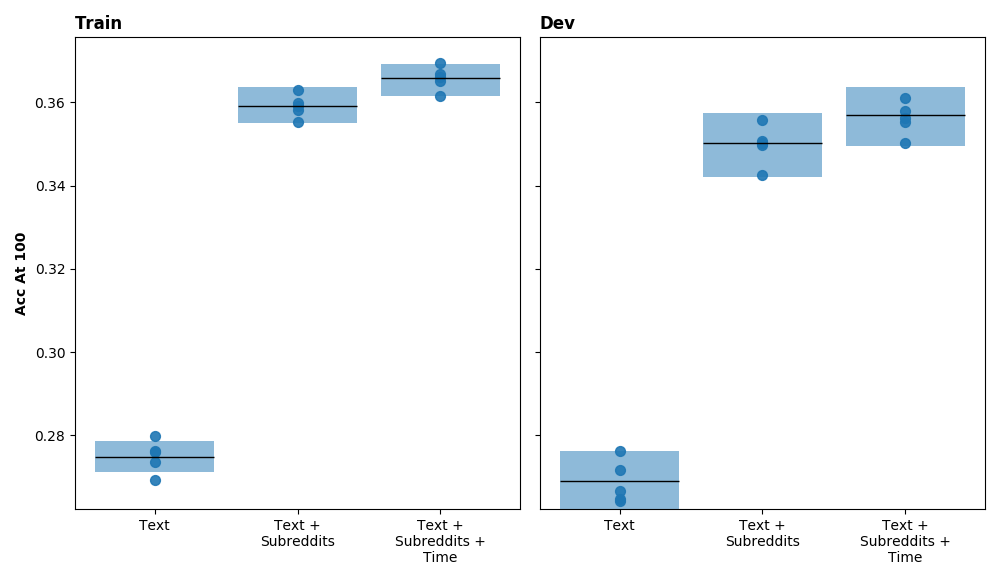 Train
Dev
Acc At 100
0.36
0.34
0.32
0.30
0.28
Text
Text +
Subreddits
Text +
Subreddits +
Time
Text
Text +
Subreddits
Text +
Subreddits +
Time